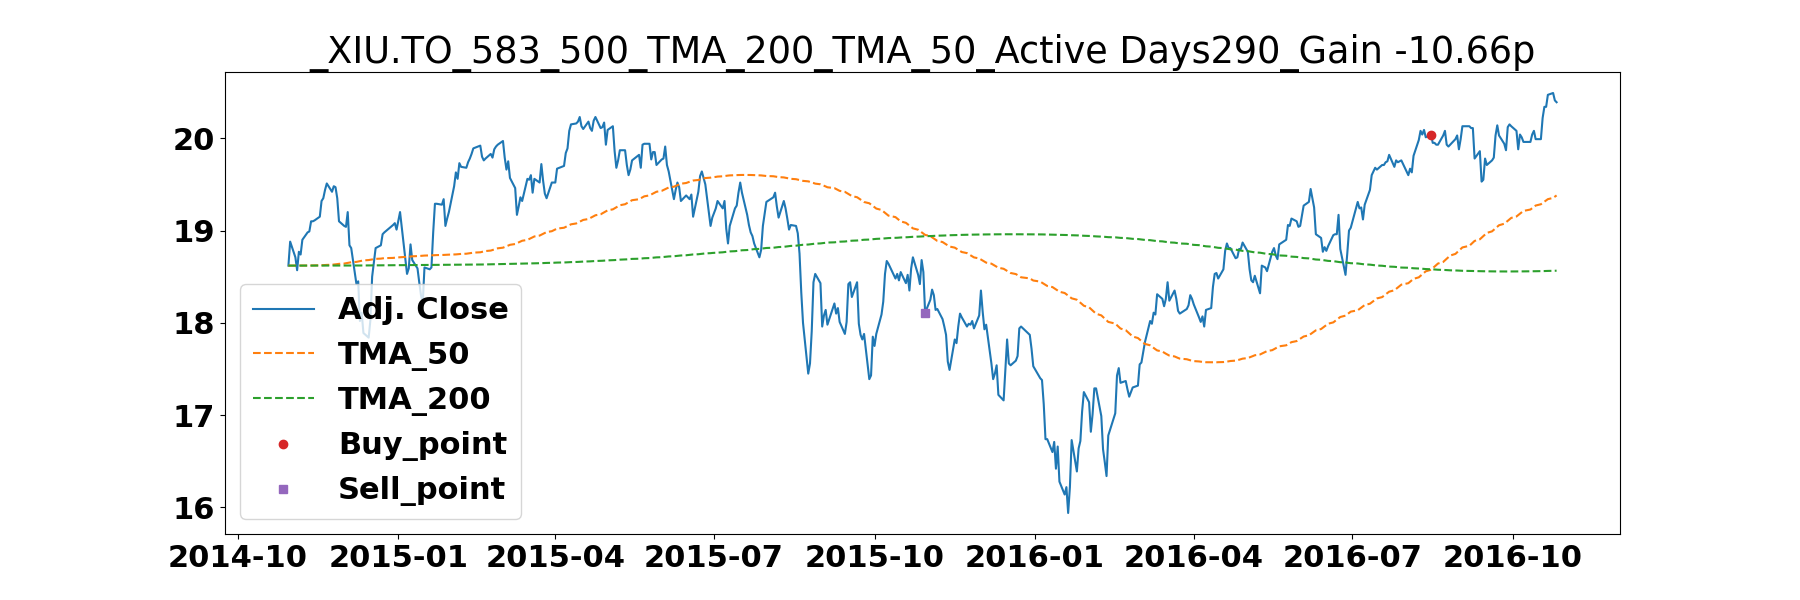 _XIU.TO_583_500_TMA_200_TMA_50_Active Days290_Gain -10.66p
20
19
18
17
16
Adj. Close
TMA_50
TMA_200
Buy_point
Sell_point
2014-10 2015-01 2015-04 2015-07 2015-10 2016-01 2016-04 2016-07 2016-10